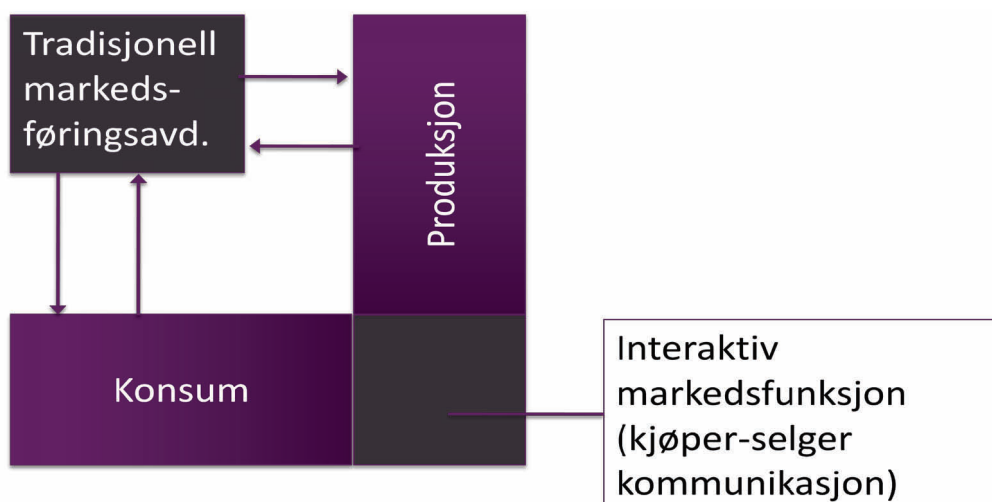 Tradisjonell
markeds-
føringsavd.
Produksjon
Konsum
Interaktiv
markedsfunksjon
(kjøper-selger
kommunikasjon)